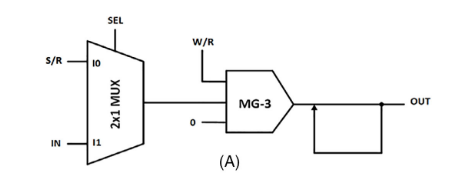 SEL
W/R
S/R
I0
2x1 MUX
MG-3
OUT
0
IN
I1
(A)